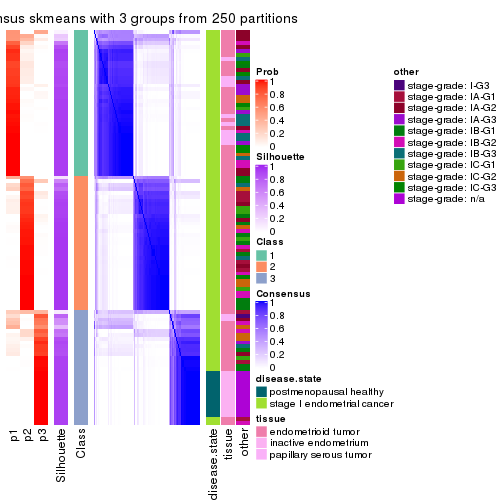 nsus skmeans with 3 groups from 250 partitions
p1
p2
p3
Silhouette
Class
disease.state
tissue
other
Prob
1
0.8
0.6
0.4
0.2
0
Silhouette
1
0.8
0.6
0.4
0.2
0
Class
1
2
3
Consensus
1
0.8
0.6
0.4
0.2
0
disease.state
postmenopausal healthy
stage I endometrial cancer
tissue
endometrioid tumor
inactive endometrium
papillary serous tumor
other
stage-grade: I-G3
stage-grade: IA-G1
stage-grade: IA-G2
stage-grade: IA-G3
stage-grade: IB-G1
stage-grade: IB-G2
stage-grade: IB-G3
stage-grade: IC-G1
stage-grade: IC-G2
stage-grade: IC-G3
stage-grade: n/a